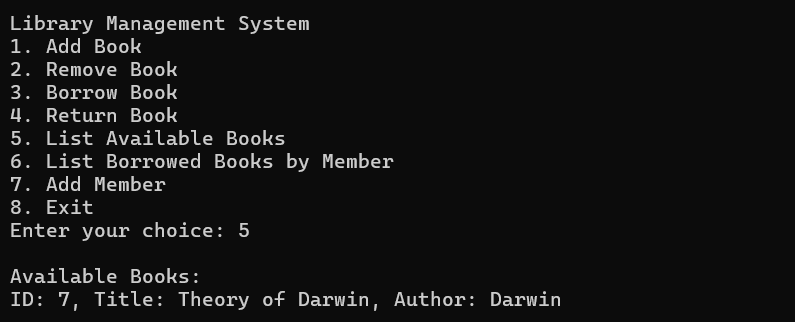 Library Management System
1. Add Book
2. Remove Book
3. Borrow Book
4. Return Book
5. List Available Books
6. List Borrowed Books by Member
7. Add Member
8. Exit
Enter your choice: 5

Available Books:
ID: 7, Title: Theory of Darwin, Author: Darwin